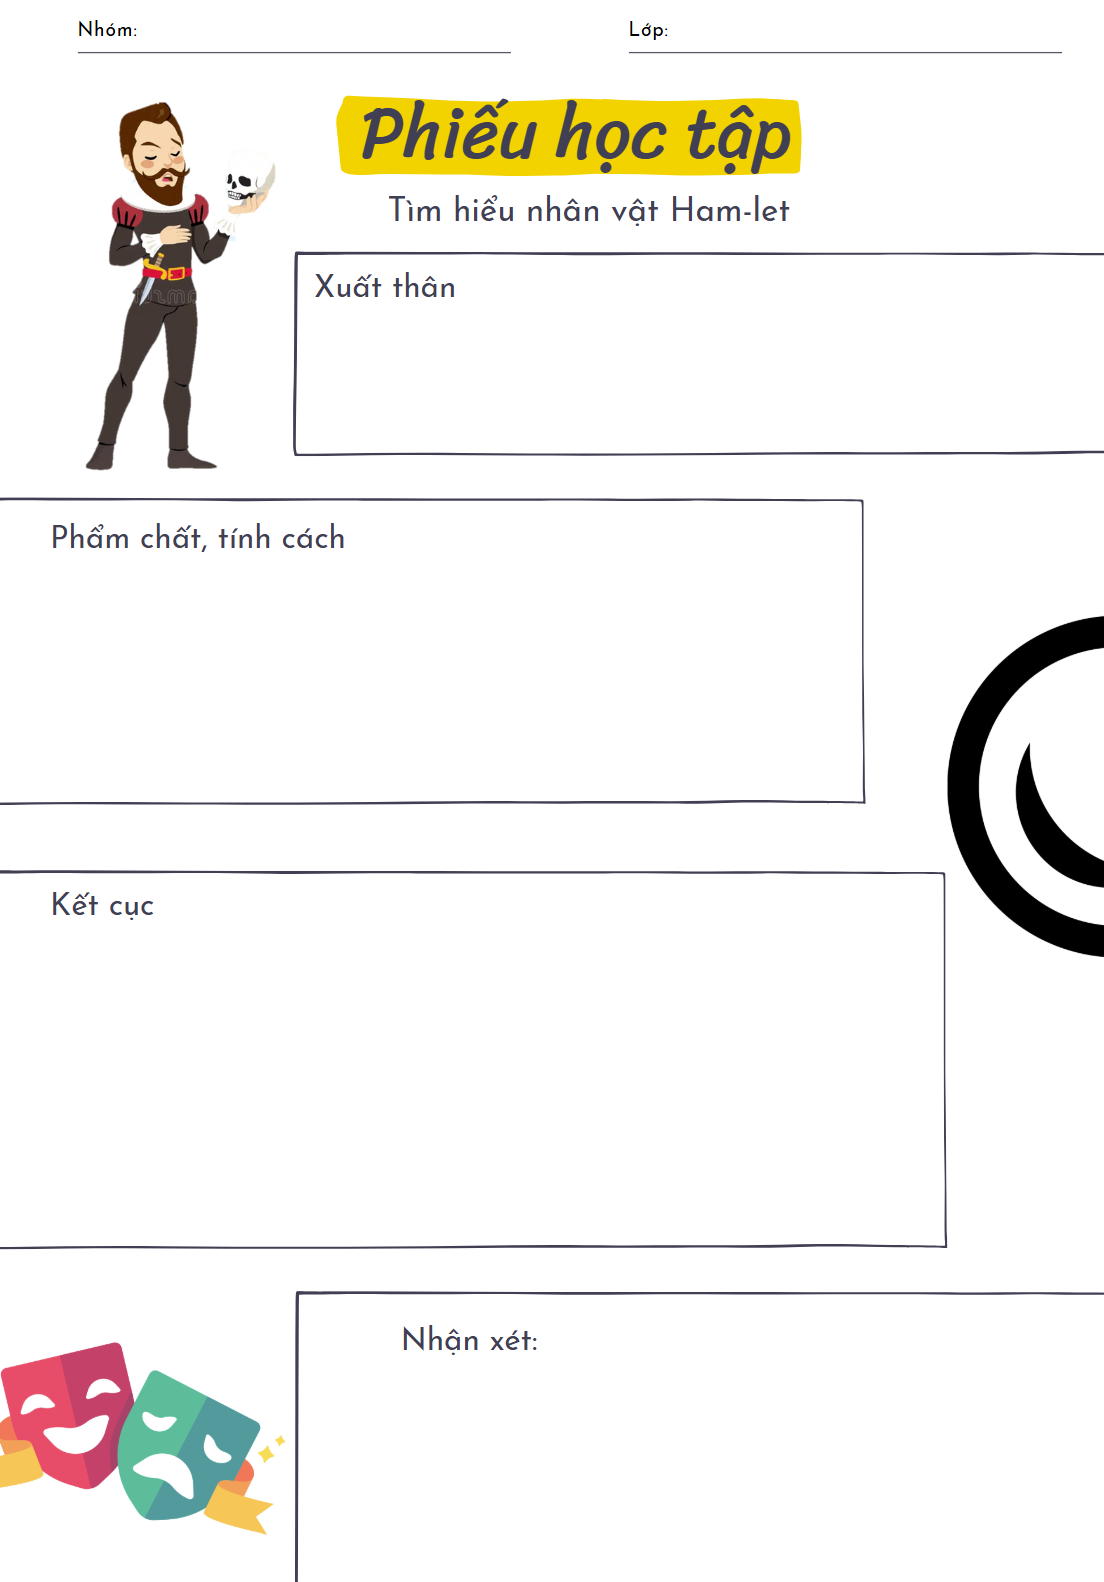 Nhóm:
Lớp:
Phiếu học tập
Tìm hiểu nhân vật Ham-let
Xuất thân
Phẩm chất, tính cách
Kết cục
Nhận xét: